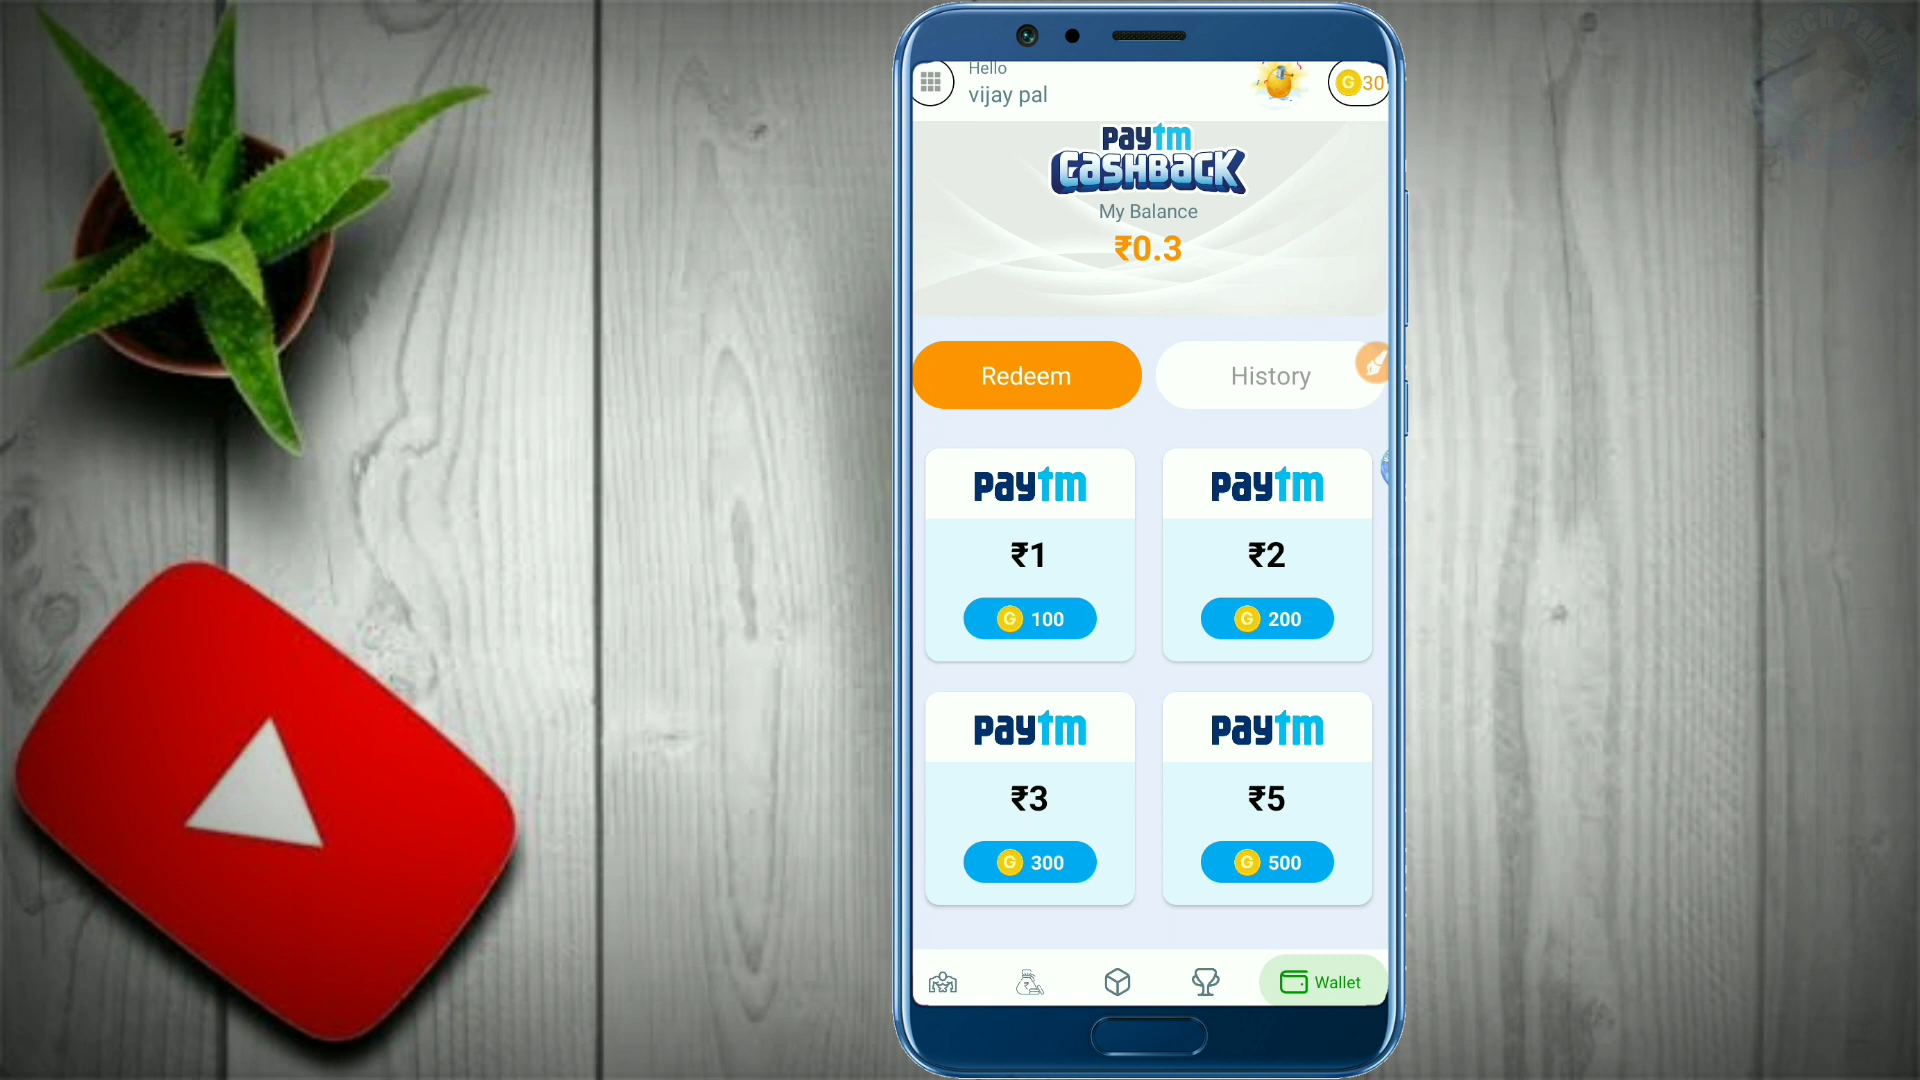 Hello
vijay pal
G 30
paytm
CASHBACK
My Balance
₹0.3
Redeem
History
paytm
paytm
₹1
₹2
G 100
G 200
paytm
paytm
₹3
₹5
G 300
G 500
Wallet